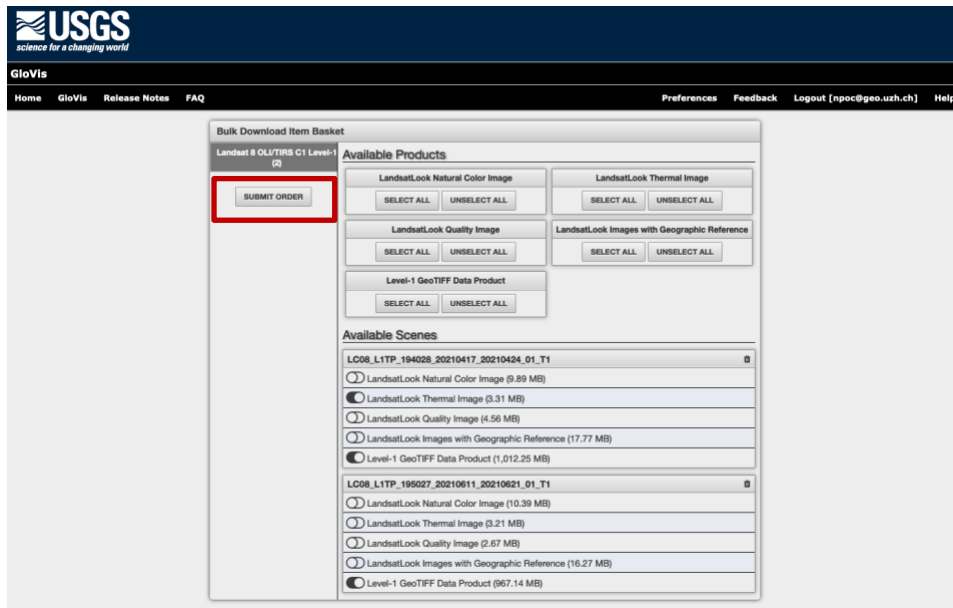 USGS
science for a changing world
GloVis
Home GloVis Release Notes FAQ Preferences Feedback Logout [npoc@geo.uzh.ch] Help
Bulk Download Item Basket
Landsat 8 OLI/TIRS C1 Level-1
(2)
SUBMIT ORDER
Available Products
LandsatLook Natural Color Image LandsatLook Thermal Image
SELECT ALL UNSELECT ALL SELECT ALL UNSELECT ALL
LandsatLook Quality Image LandsatLook Images with Geographic Reference
SELECT ALL UNSELECT ALL SELECT ALL UNSELECT ALL
Level-1 GeoTIFF Data Product
SELECT ALL UNSELECT ALL
Available Scenes
LC08_L1TP_194028_20210417_20210424_01_T1
LandsatLook Natural Color Image (9.89 MB)
LandsatLook Thermal Image (3.31 MB)
LandsatLook Quality Image (4.56 MB)
LandsatLook Images with Geographic Reference (17.77 MB)
Level-1 GeoTIFF Data Product (1,012.25 MB)
LC08_L1TP_195027_20210611_20210621_01_T1
LandsatLook Natural Color Image (10.39 MB)
LandsatLook Thermal Image (3.21 MB)
LandsatLook Quality Image (2.67 MB)
LandsatLook Images with Geographic Reference (16.27 MB)
Level-1 GeoTIFF Data Product (967.14 MB)